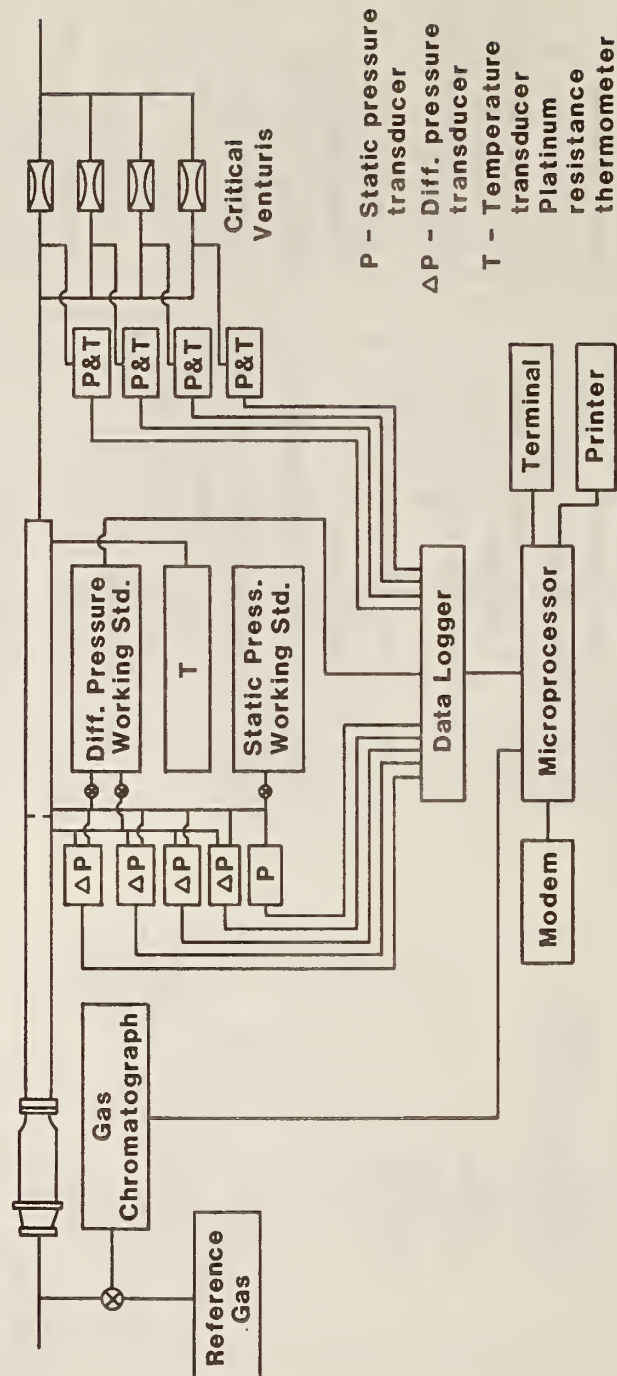 Critical
Venturis
P&T
P&T
P&T
P&T
P - Static pressure
transducer
ΔP - Diff. pressure
transducer
T - Temperature
transducer
Platinum
resistance
thermometer
Diff. Pressure
Working Std.
T
Static Press.
Working Std.
ΔP
ΔP
ΔP
ΔP
P
Gas
Chromatograph
Reference
Gas
Data Logger
Microprocessor
Modem
Terminal
Printer